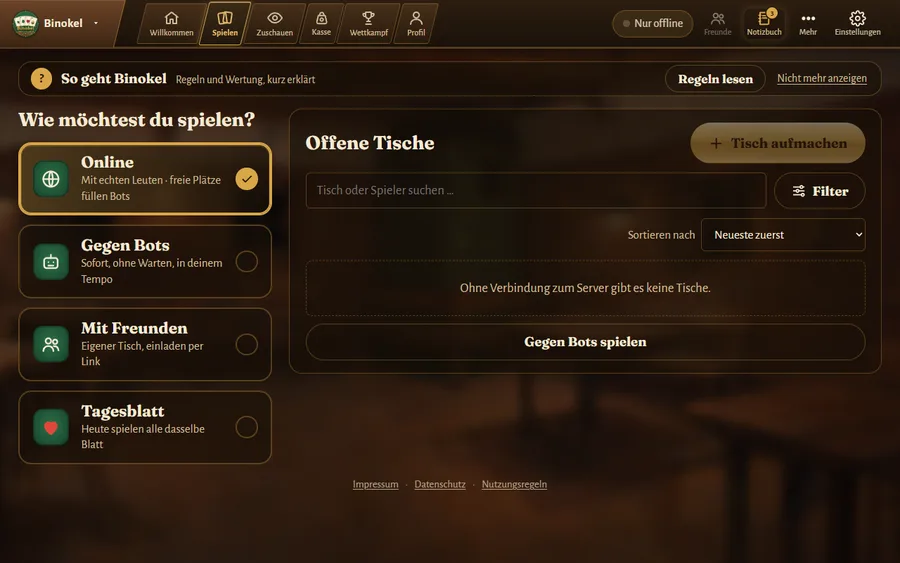 Binokel
Willkommen
Spielen
Zuschauen
Kasse
Wettkampf
Profil
Nur offline
Freunde
3
Notizbuch
Mehr
Einstellungen
? So geht Binokel Regeln und Wertung, kurz erklärt
Regeln lesen
Nicht mehr anzeigen
Wie möchtest du spielen?
Online
Mit echten Leuten · freie Plätze
füllen Bots
Gegen Bots
Sofort, ohne Warten, in deinem
Tempo
Mit Freunden
Eigener Tisch, einladen per
Link
Tagesblatt
Heute spielen alle dasselbe
Blatt
Offene Tische
+ Tisch aufmachen
Tisch oder Spieler suchen ...
Filter
Sortieren nach
Neueste zuerst
Ohne Verbindung zum Server gibt es keine Tische.
Gegen Bots spielen
Impressum · Datenschutz · Nutzungsregeln